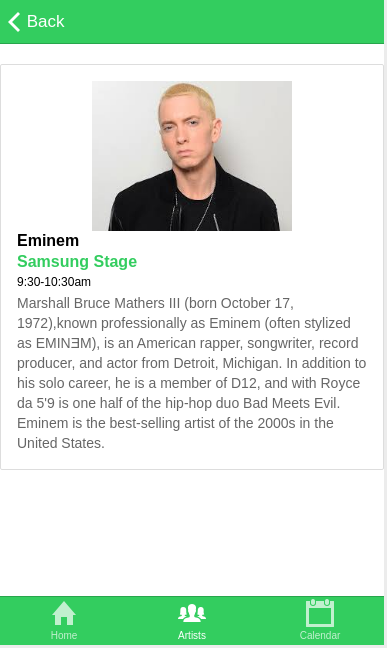 Back
Eminem
Samsung Stage
9:30-10:30am
Marshall Bruce Mathers III (born October 17,
1972),known professionally as Eminem (often stylized
as EMINƎM), is an American rapper, songwriter, record
producer, and actor from Detroit, Michigan. In addition to
his solo career, he is a member of D12, and with Royce
da 5'9 is one half of the hip-hop duo Bad Meets Evil.
Eminem is the best-selling artist of the 2000s in the
United States.
Home Artists Calendar